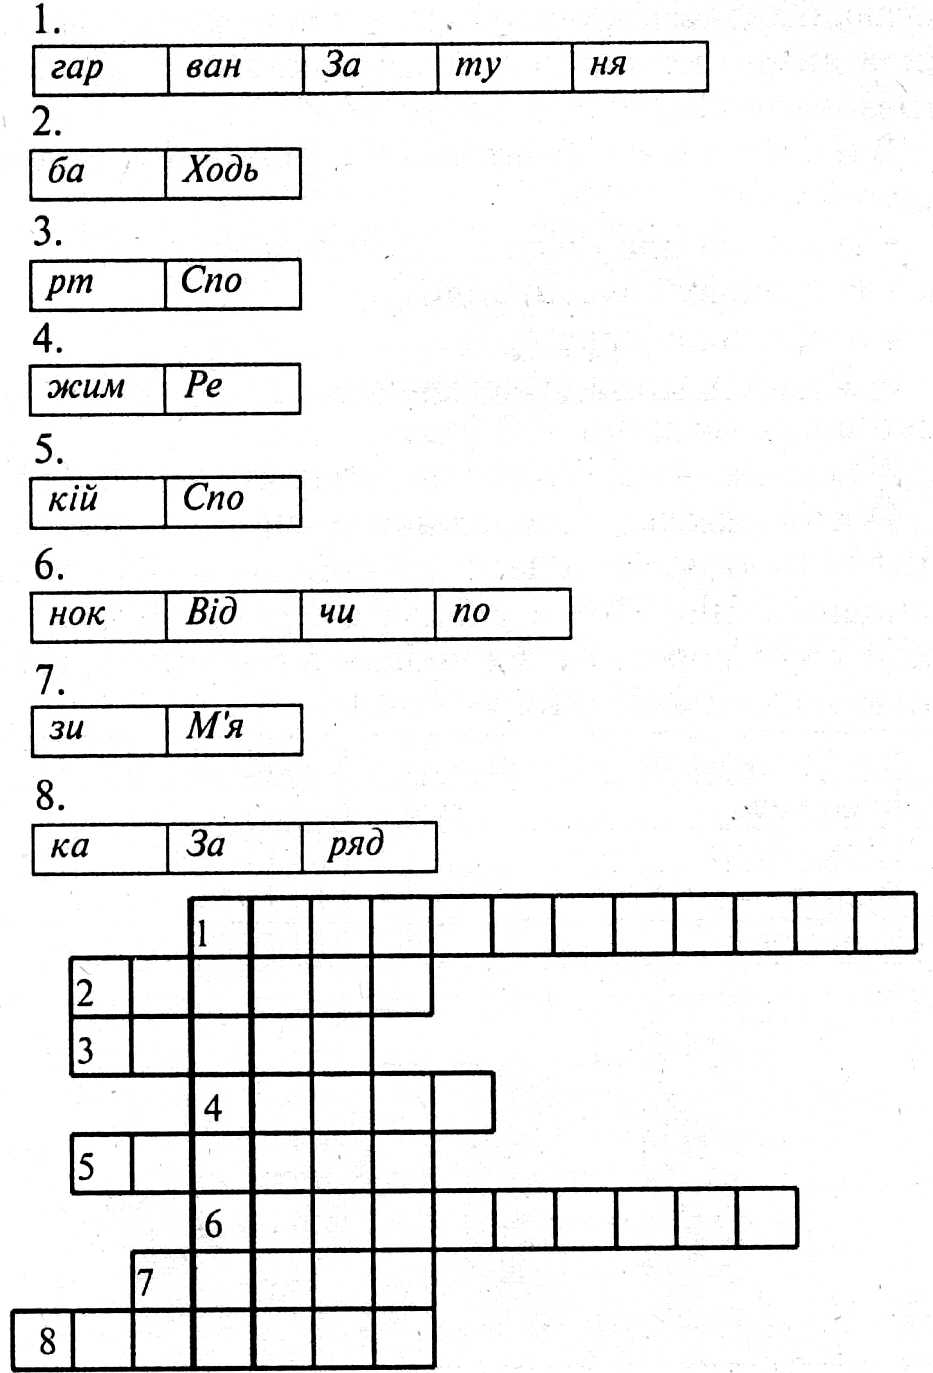 1.
гар ван За ту ня
2.
ба Ходь
3.
рт Спо
4.
жим Ре
5.
кій Спо
6.
нок Від чи по
7.
зи М'я
8.
ка За ряд
1
2
3
4
5
6
7
8